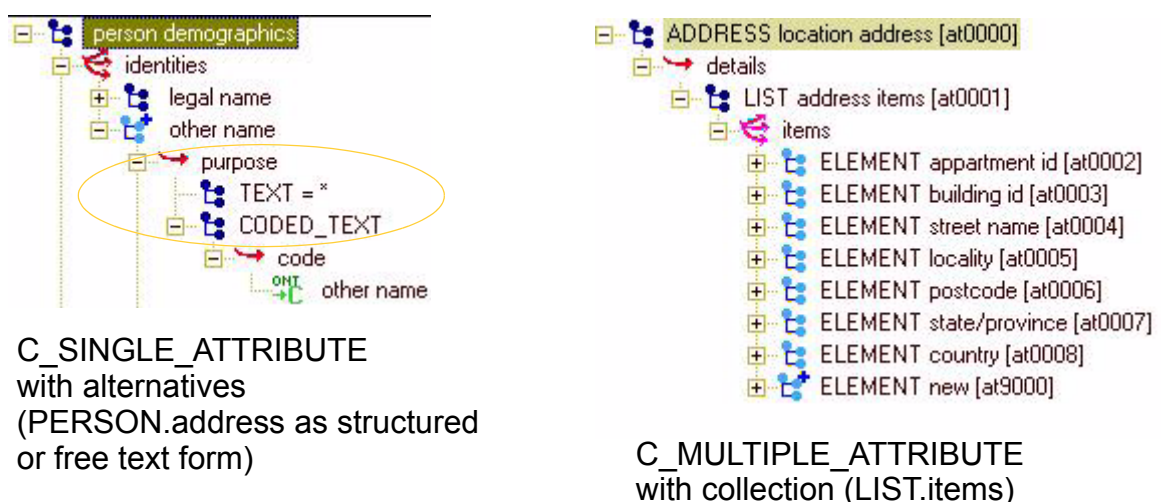 person demographics
identities
legal name
other name
purpose
TEXT = *
CODED_TEXT
code
ONT
C
other name
C_SINGLE_ATTRIBUTE
with alternatives
(PERSON.address as structured
or free text form)
ADDRESS location address [at0000]
details
LIST address items [at0001]
items
ELEMENT appartment id [at0002]
ELEMENT building id [at0003]
ELEMENT street name [at0004]
ELEMENT locality [at0005]
ELEMENT postcode [at0006]
ELEMENT state/province [at0007]
ELEMENT country [at0008]
ELEMENT new [at9000]
C_MULTIPLE_ATTRIBUTE
with collection (LIST.items)